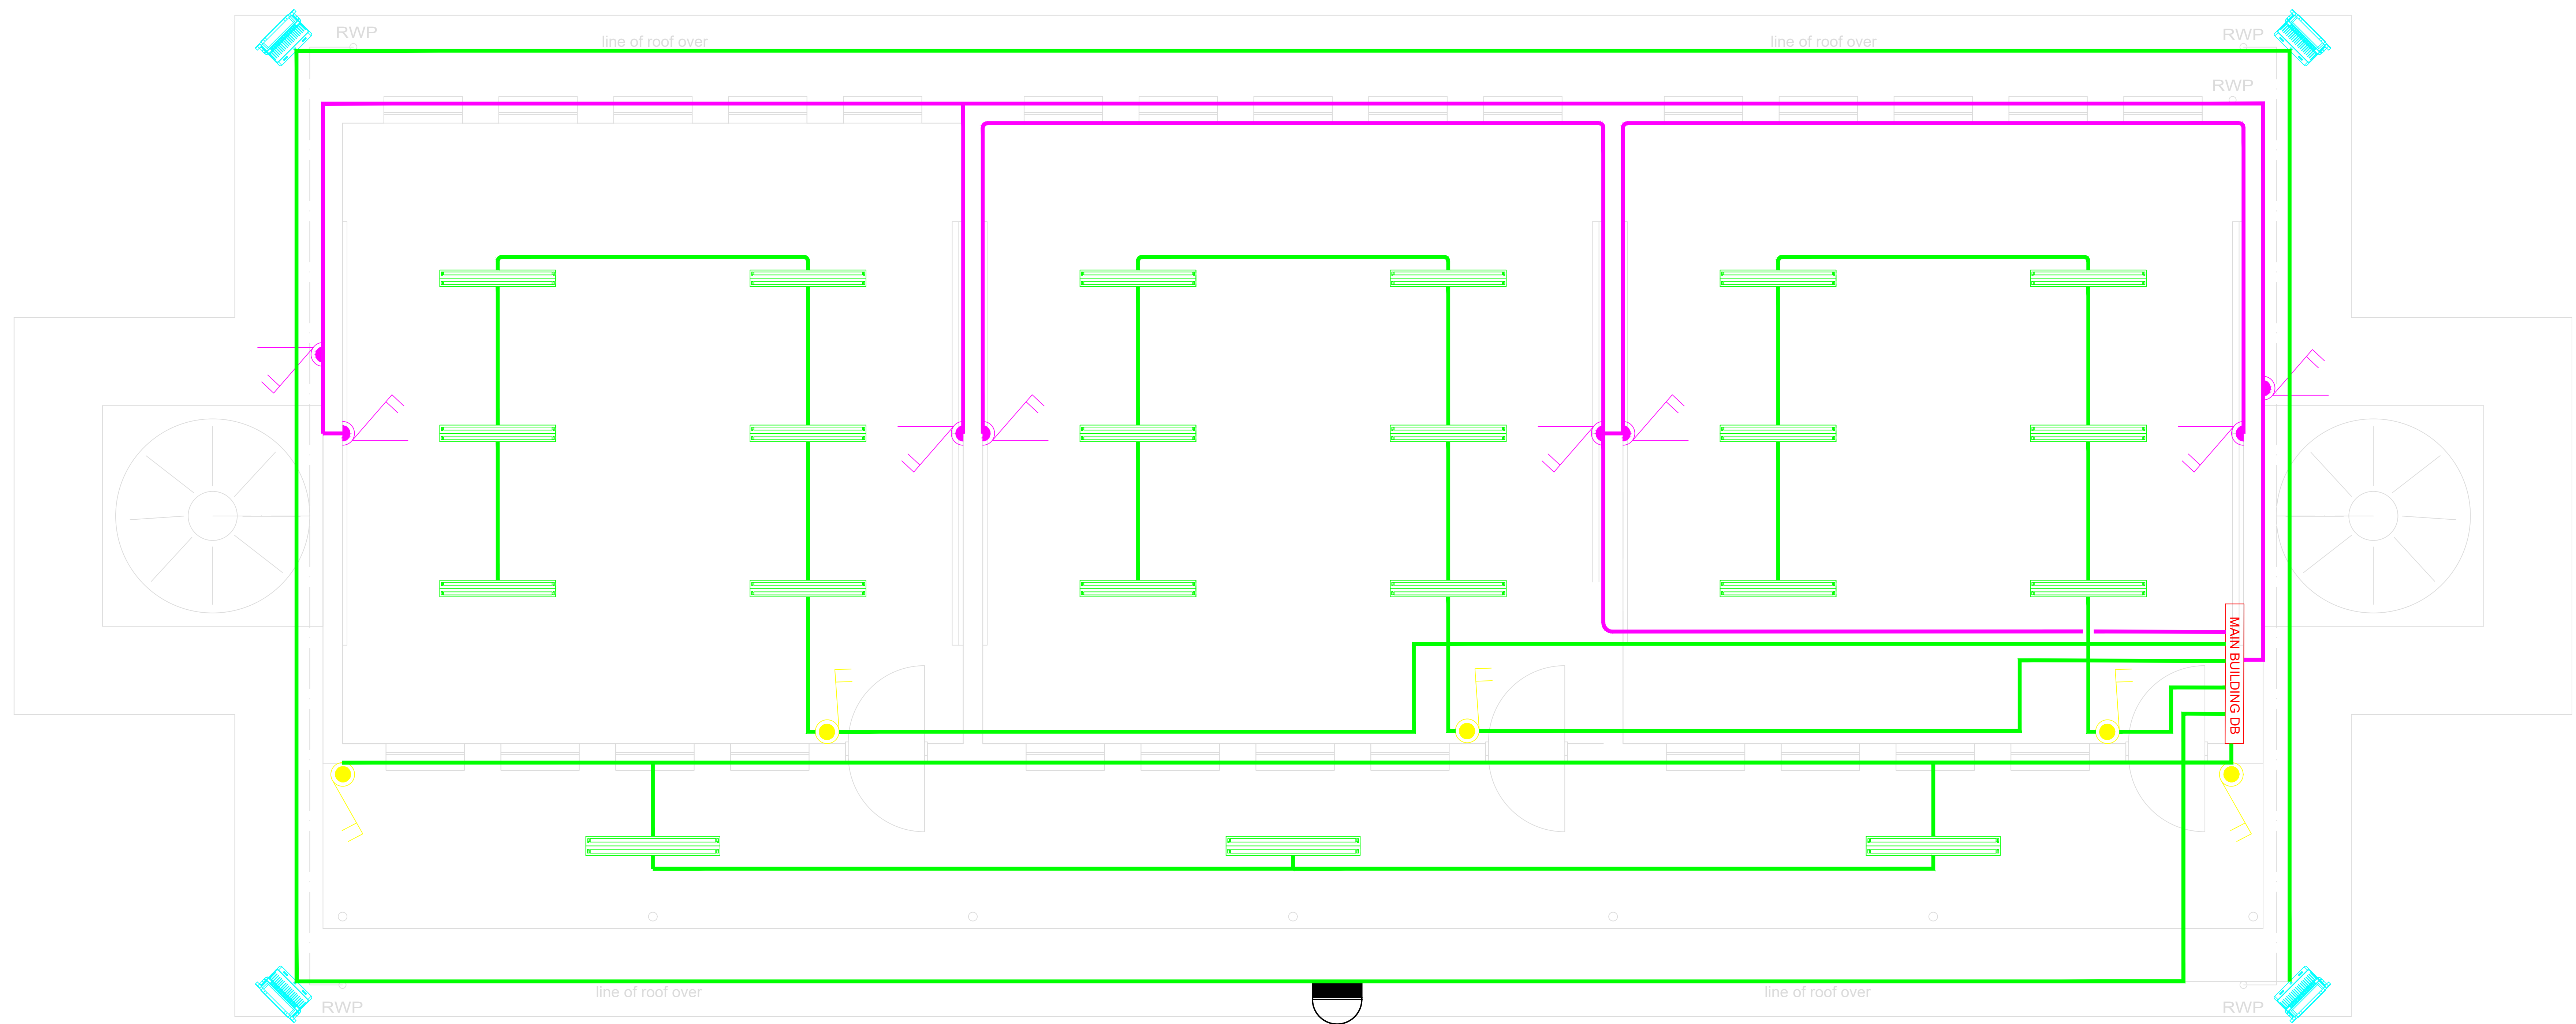 RWP
line of roof over
line of roof over
RWP
RWP
MAIN BUILDING DB
RWP
line of roof over
line of roof over
RWP